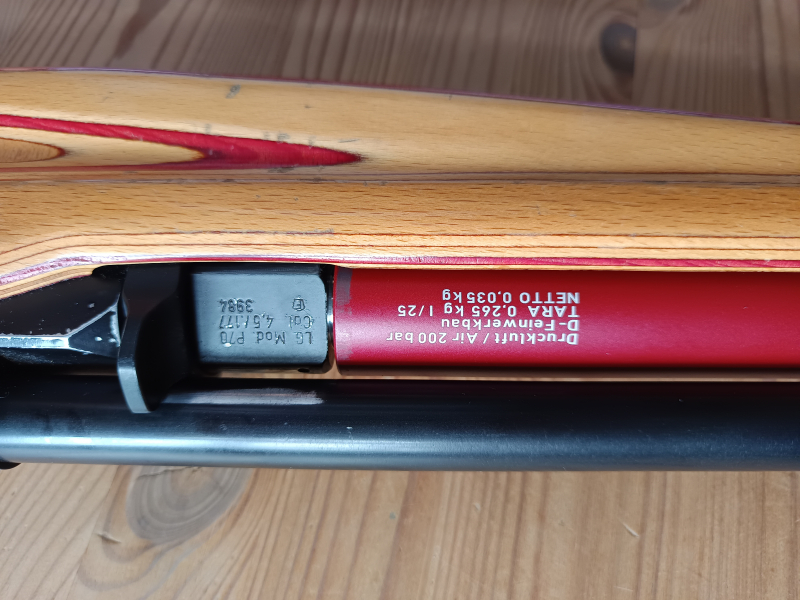 LG Mod. P70
Cal. 4,5/.177
3984 F
Druckluft / Air 200 bar
D-Feinwerkbau
TARA 0,265 kg 1/25
NETTO 0,035 kg